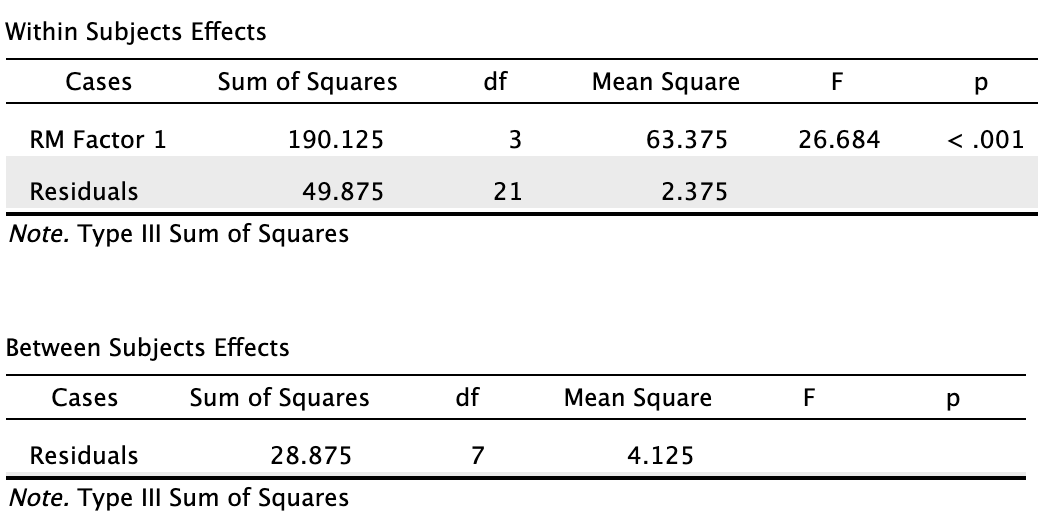 Within Subjects Effects
Cases Sum of Squares df Mean Square F p
RM Factor 1 190.125 3 63.375 26.684 < .001
Residuals 49.875 21 2.375
Note. Type III Sum of Squares
Between Subjects Effects
Cases Sum of Squares df Mean Square F p
Residuals 28.875 7 4.125
Note. Type III Sum of Squares